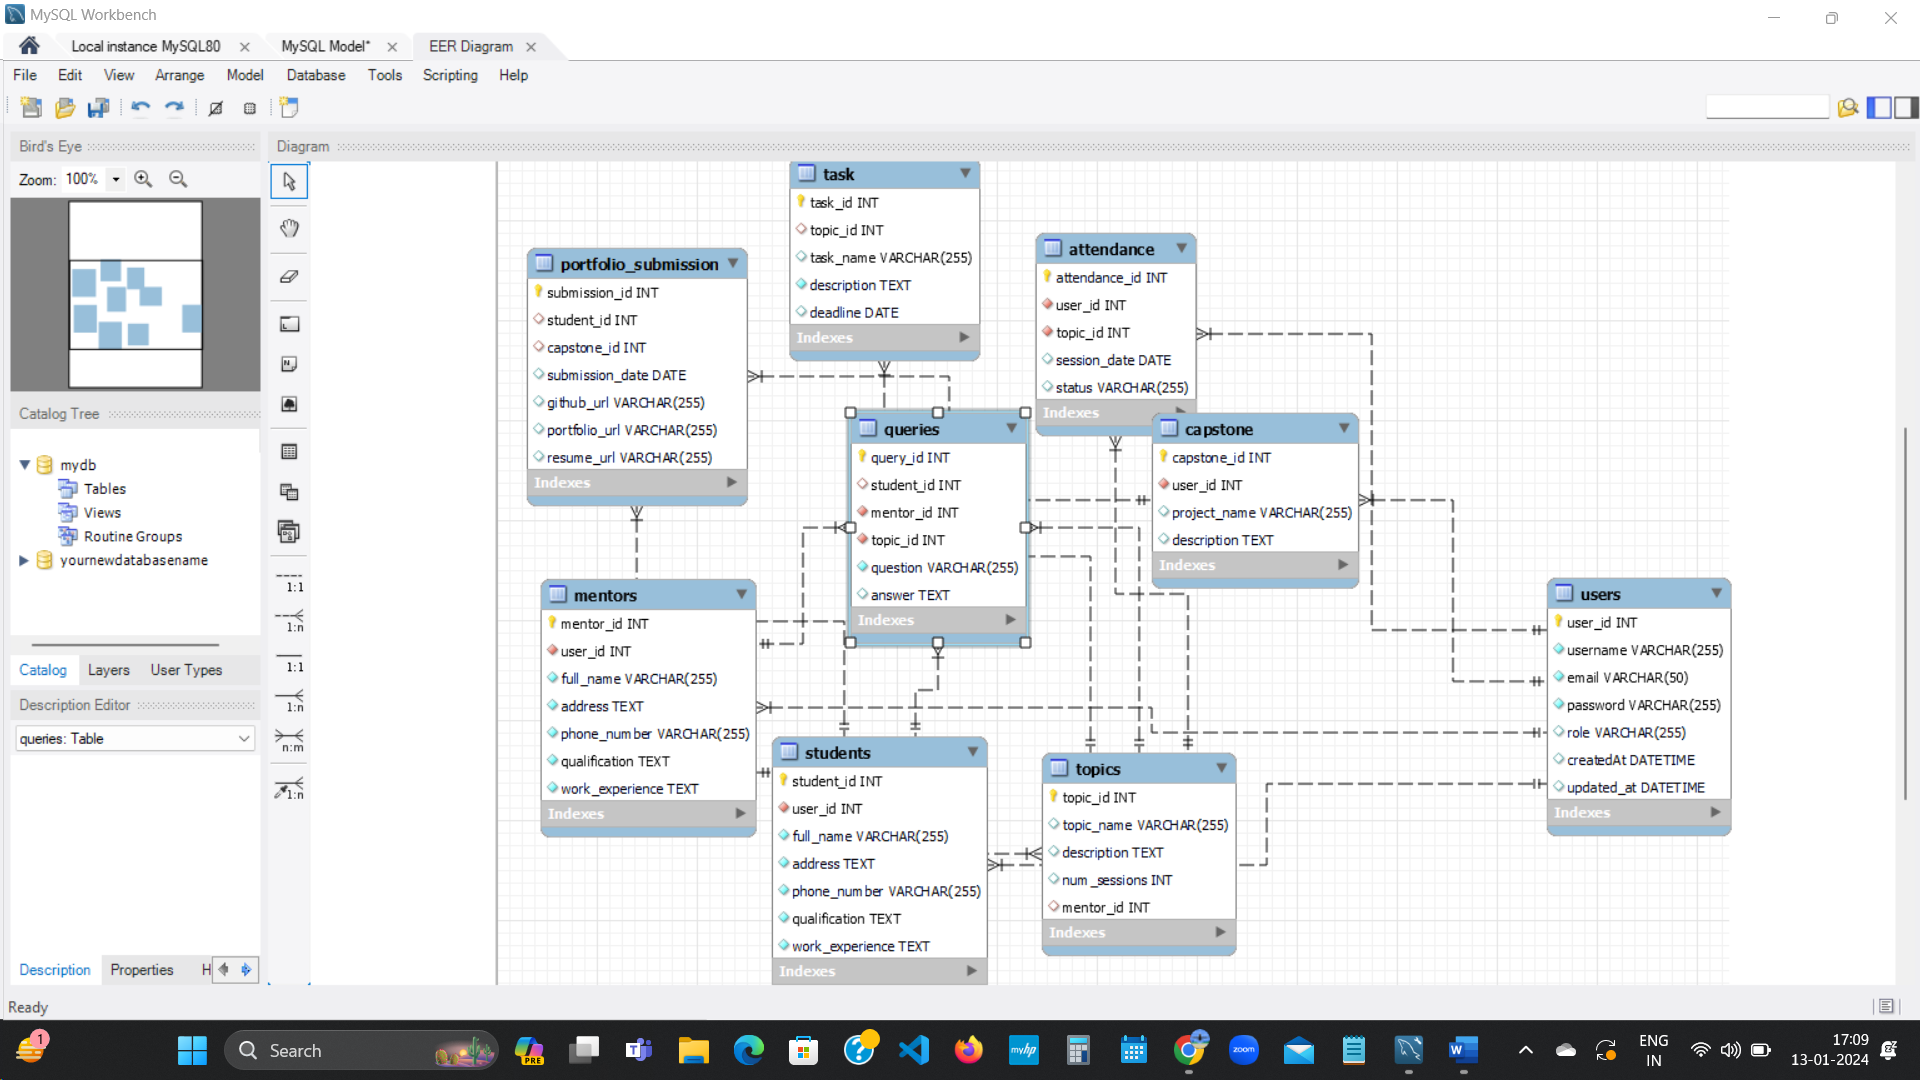 MySQL Workbench
Local instance MySQL80
MySQL Model*
EER Diagram
File Edit View Arrange Model Database Tools Scripting Help
Bird's Eye
Zoom: 100%
Catalog Tree
mydb
Tables
Views
Routine Groups
yournewdatabasename
Catalog Layers User Types
Description Editor
queries: Table
Description Properties H
Ready
1:1
1:n
1:1
1:n
n:m
1:n
Diagram
task
task_id INT
topic_id INT
task_name VARCHAR(255)
description TEXT
deadline DATE
Indexes
portfolio_submission
submission_id INT
student_id INT
capstone_id INT
submission_date DATE
github_url VARCHAR(255)
portfolio_url VARCHAR(255)
resume_url VARCHAR(255)
Indexes
attendance
attendance_id INT
user_id INT
topic_id INT
session_date DATE
status VARCHAR(255)
Indexes
queries
query_id INT
student_id INT
mentor_id INT
topic_id INT
question VARCHAR(255)
answer TEXT
Indexes
capstone
capstone_id INT
user_id INT
project_name VARCHAR(255)
description TEXT
Indexes
mentors
mentor_id INT
user_id INT
full_name VARCHAR(255)
address TEXT
phone_number VARCHAR(255)
qualification TEXT
work_experience TEXT
Indexes
users
user_id INT
username VARCHAR(255)
email VARCHAR(50)
password VARCHAR(255)
role VARCHAR(255)
createdAt DATETIME
updated_at DATETIME
Indexes
students
student_id INT
user_id INT
full_name VARCHAR(255)
address TEXT
phone_number VARCHAR(255)
qualification TEXT
work_experience TEXT
Indexes
topics
topic_id INT
topic_name VARCHAR(255)
description TEXT
num_sessions INT
mentor_id INT
Indexes
1
Search
PRE
myhp
zoom
ENG
IN
17:09
13-01-2024